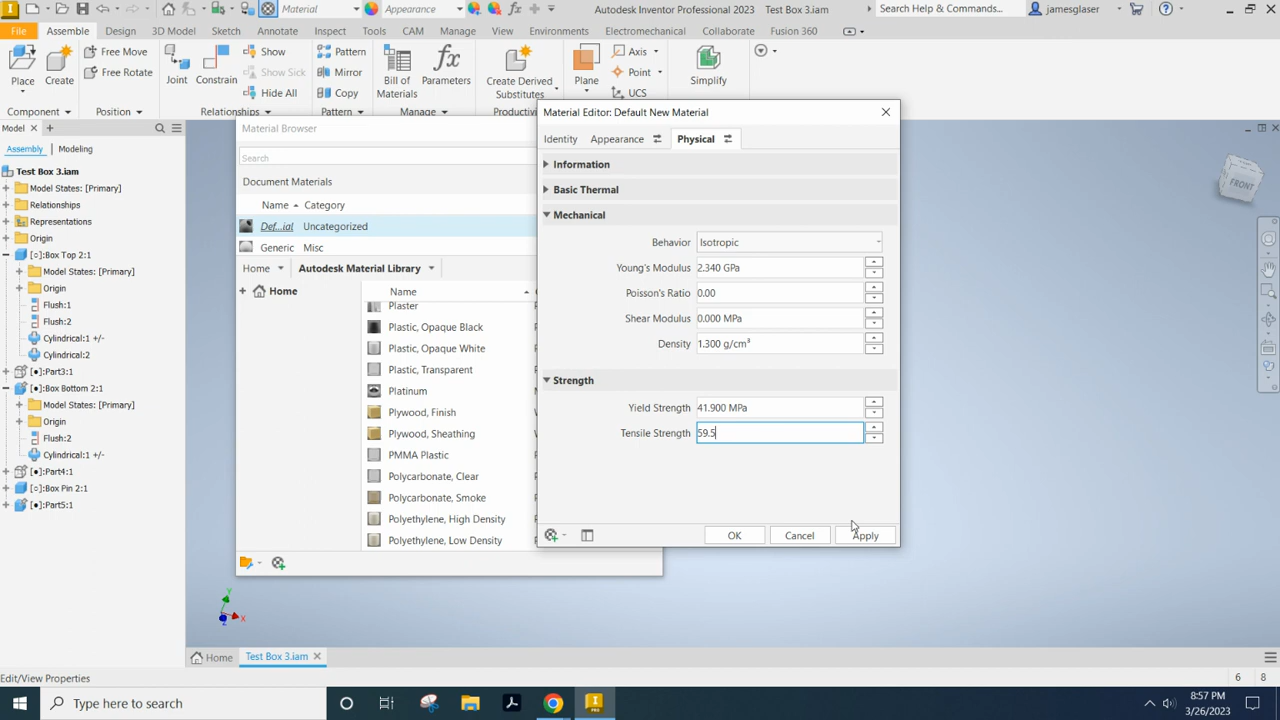 Material
Appearance
Autodesk Inventor Professional 2023 Test Box 3.iam
Search Help & Commands...
jamesglaser
File Assemble Design 3D Model Sketch Annotate Inspect Tools CAM Manage View Environments Electromechanical Collaborate Fusion 360
Place
Create
Free Move
Free Rotate
Joint
Constrain
Show
Show Sick
Hide All
Pattern
Mirror
Copy
Bill of
Materials
Parameters
Create Derived
Substitutes
Plane
Axis
Point
UCS
Simplify
Component Position Relationships Pattern Manage
Model
Assembly Modeling
Test Box 3.iam
Model States: [Primary]
Relationships
Representations
Origin
[○]:Box Top 2:1
Model States: [Primary]
Origin
Flush:1
Flush:2
Cylindrical:1 +/-
Cylindrical:2
[●]:Part3:1
[●]:Box Bottom 2:1
Model States: [Primary]
Origin
Flush:2
Cylindrical:1 +/-
[●]:Part4:1
[●]:Box Pin 2:1
[●]:Part5:1
Material Browser
Search
Document Materials
Name Category
Def...ial Uncategorized
Generic Misc
Home Autodesk Material Library
Home
Name
Plaster
Plastic, Opaque Black
Plastic, Opaque White
Plastic, Transparent
Platinum
Plywood, Finish
Plywood, Sheathing
PMMA Plastic
Polycarbonate, Clear
Polycarbonate, Smoke
Polyethylene, High Density
Polyethylene, Low Density
Material Editor: Default New Material
Identity Appearance Physical
Information
Basic Thermal
Mechanical
Behavior Isotropic
Young's Modulus 2.340 GPa
Poisson's Ratio 0.00
Shear Modulus 0.000 MPa
Density 1.300 g/cm³
Strength
Yield Strength 41.900 MPa
Tensile Strength 59.5
OK Cancel Apply
FRONT
Y
X
Z
Home Test Box 3.iam
Edit/View Properties
6 8
Type here to search
8:57 PM
3/26/2023